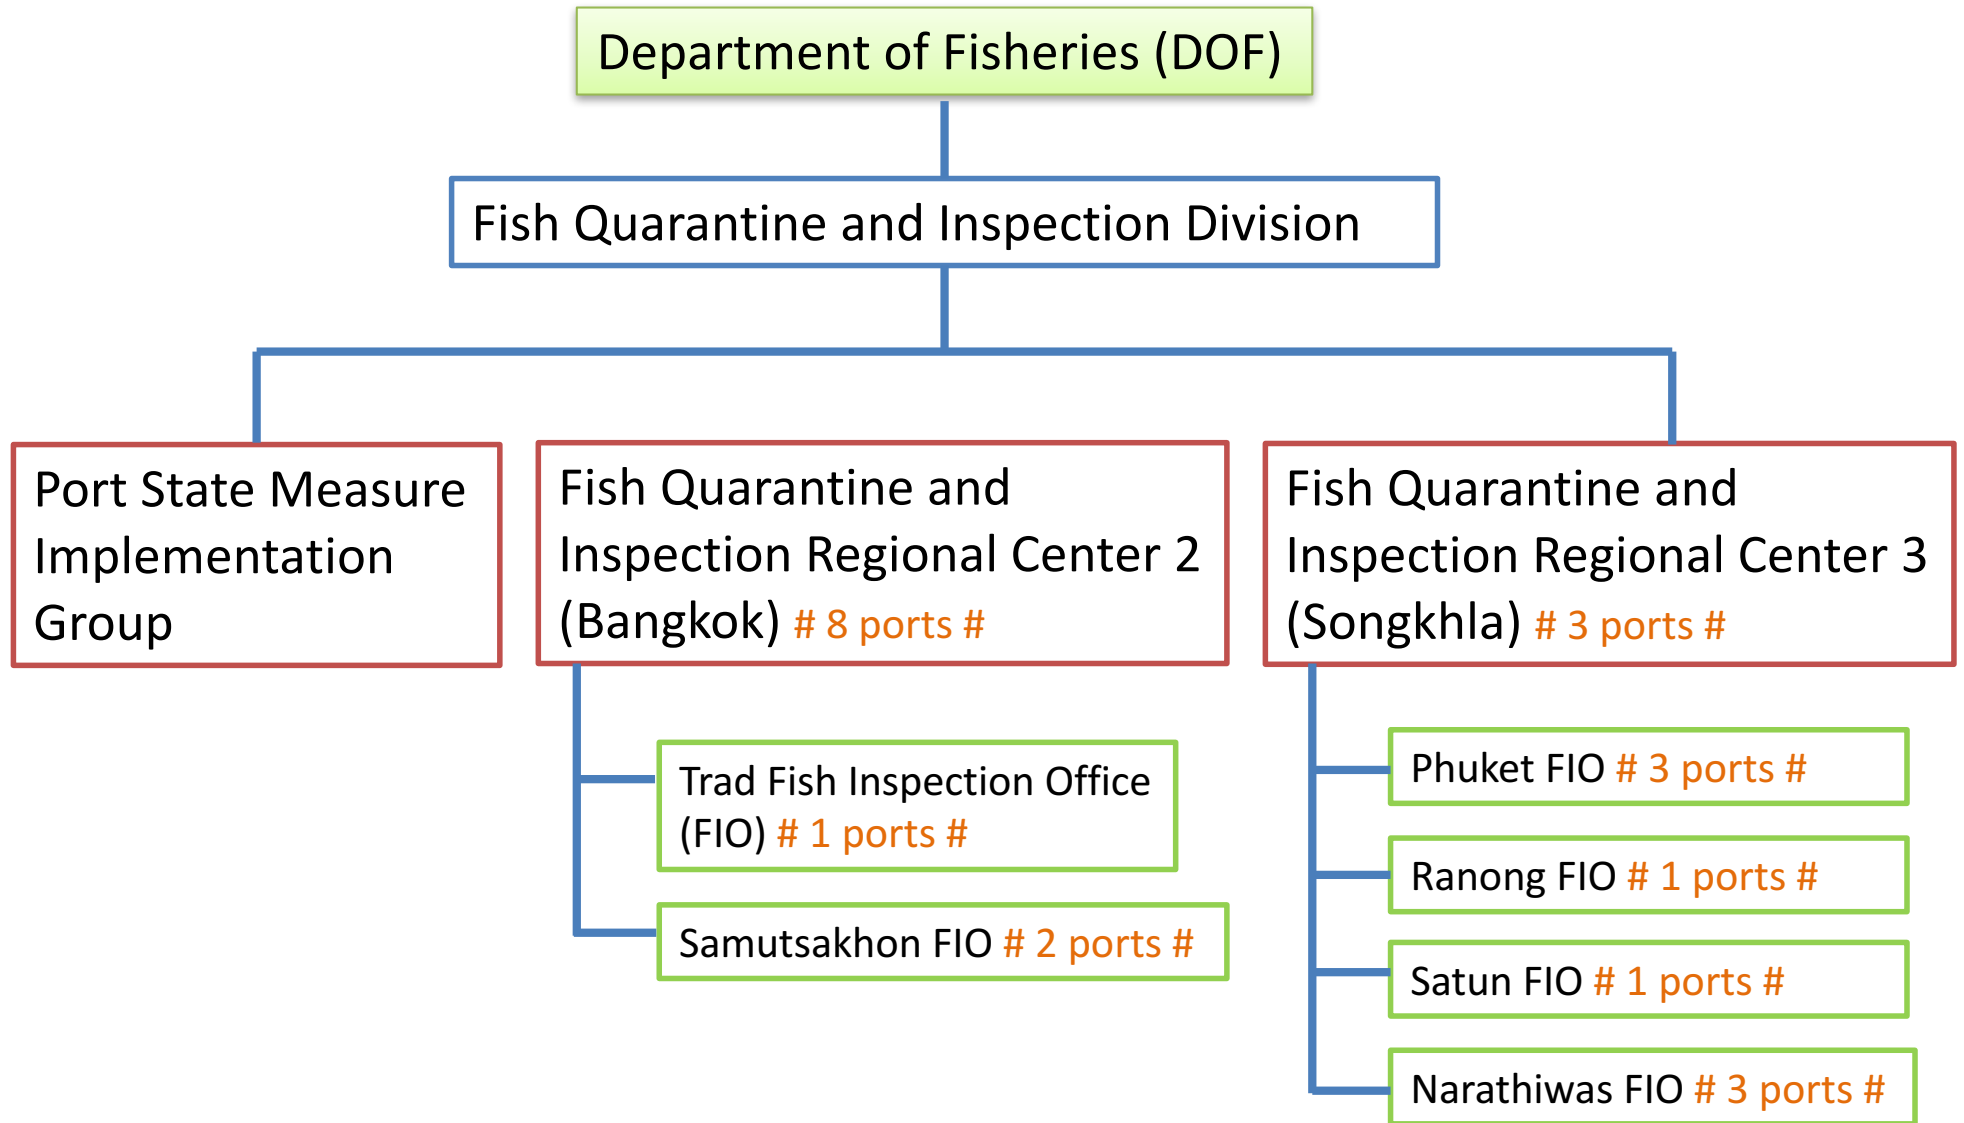 Department of Fisheries (DOF)
Fish Quarantine and Inspection Division
Port State Measure
Implementation
Group
Fish Quarantine and
Inspection Regional Center 2
(Bangkok) # 8 ports #
Trad Fish Inspection Office
(FIO) # 1 ports #
Samutsakhon FIO # 2 ports #
Fish Quarantine and
Inspection Regional Center 3
(Songkhla) # 3 ports #
Phuket FIO # 3 ports #
Ranong FIO # 1 ports #
Satun FIO # 1 ports #
Narathiwas FIO # 3 ports #